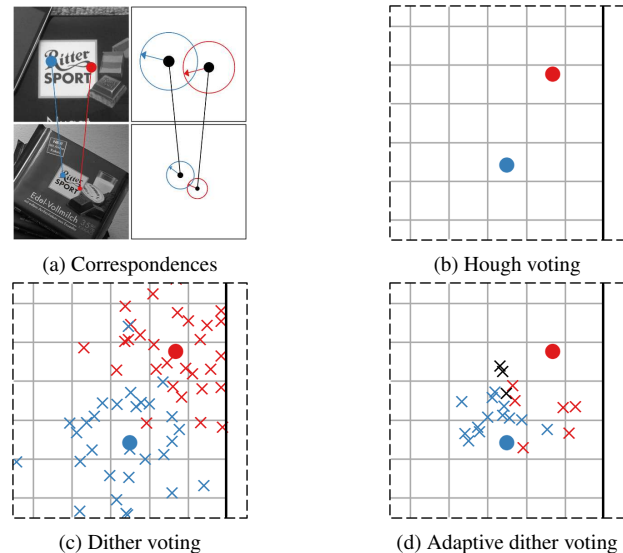 Ritter
SPORT
Ritter
SPORT
Edel-Vollmilch
(a) Correspondences
(b) Hough voting
(c) Dither voting
(d) Adaptive dither voting